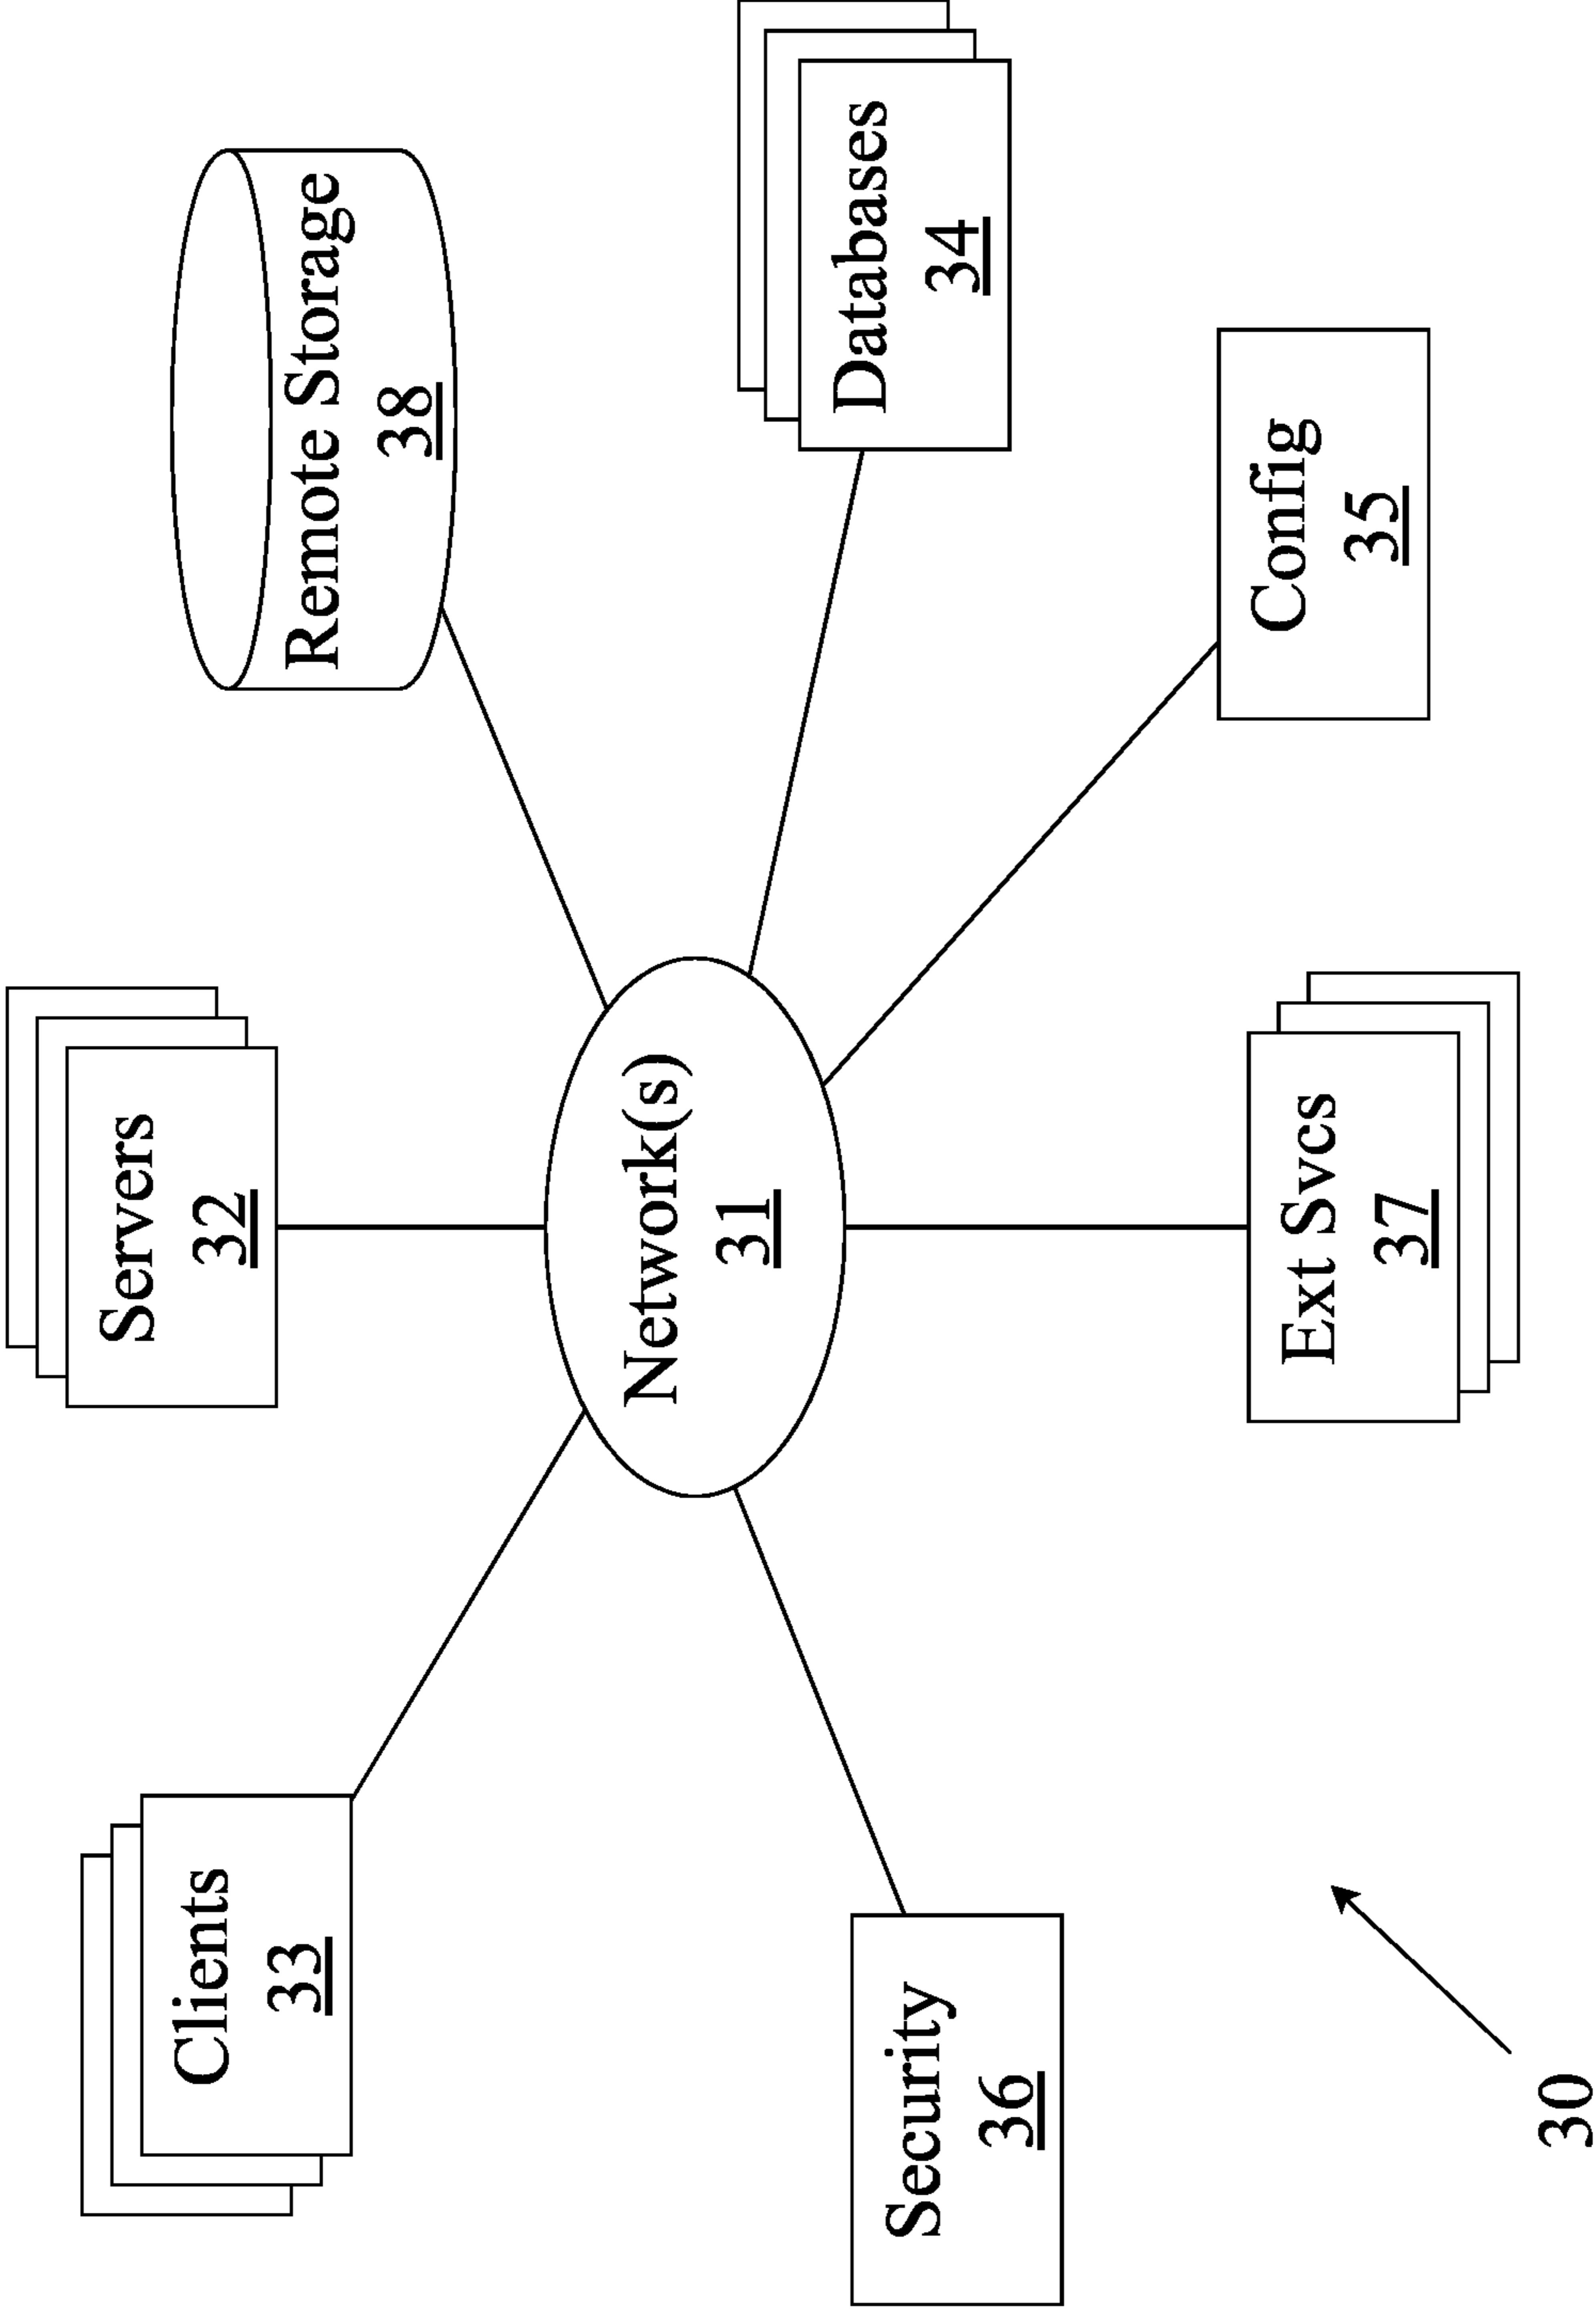 Servers
32
Clients
33
Remote Storage
38
Network(s)
31
Databases
34
Security
36
Config
35
Ext Svcs
37
30